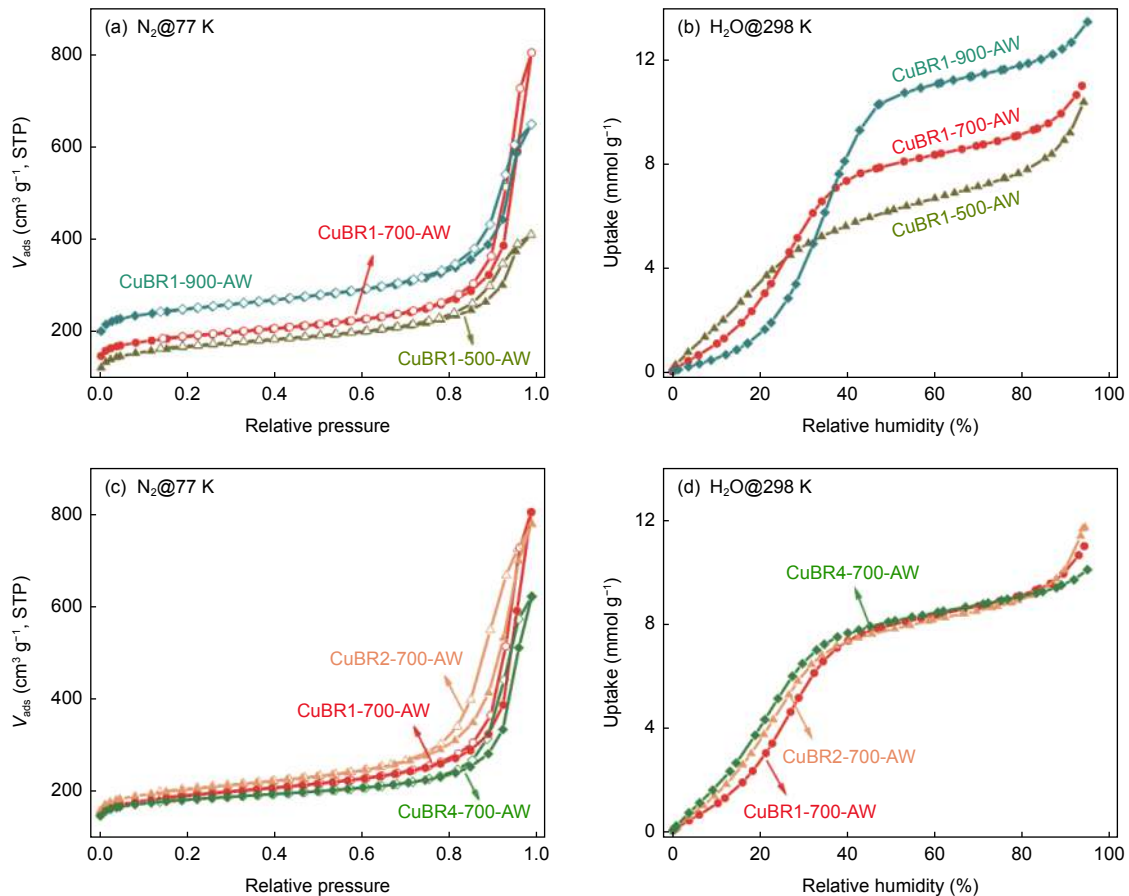 (a) N₂@77 K
800
600
400
200
V_ads (cm³ g⁻¹, STP)
CuBR1-700-AW
CuBR1-900-AW
CuBR1-500-AW
0.0 0.2 0.4 0.6 0.8 1.0
Relative pressure
(b) H₂O@298 K
12
8
4
0
Uptake (mmol g⁻¹)
CuBR1-900-AW
CuBR1-700-AW
CuBR1-500-AW
0 20 40 60 80 100
Relative humidity (%)
(c) N₂@77 K
800
600
400
200
V_ads (cm³ g⁻¹, STP)
CuBR2-700-AW
CuBR1-700-AW
CuBR4-700-AW
0.0 0.2 0.4 0.6 0.8 1.0
Relative pressure
(d) H₂O@298 K
12
8
4
0
Uptake (mmol g⁻¹)
CuBR4-700-AW
CuBR2-700-AW
CuBR1-700-AW
0 20 40 60 80 100
Relative humidity (%)